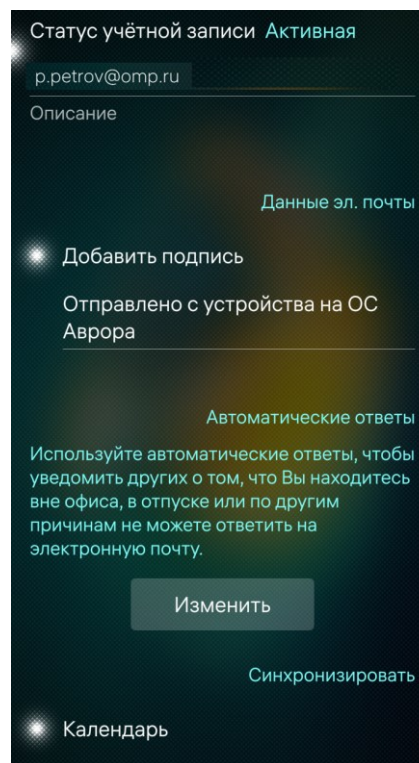 Статус учётной записи Активная
p.petrov@omp.ru
Описание
Данные эл. почты
Добавить подпись
Отправлено с устройства на ОС
Аврора
Автоматические ответы
Используйте автоматические ответы, чтобы
уведомить других о том, что Вы находитесь
вне офиса, в отпуске или по другим
причинам не можете ответить на
электронную почту.
Изменить
Синхронизировать
Календарь